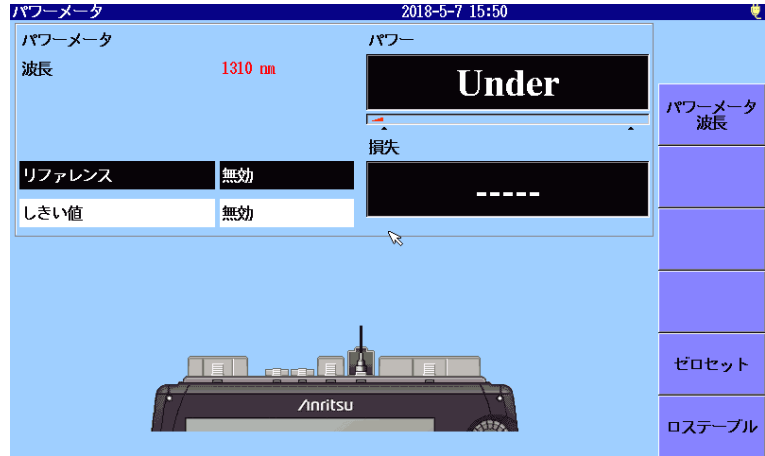 パワーメータ 2018-5-7 15:50
パワーメータ
波長 1310 nm
リファレンス 無効
しきい値 無効
パワー
Under
損失
-----
パワーメータ
波長
ゼロセット
ロステーブル
Anritsu